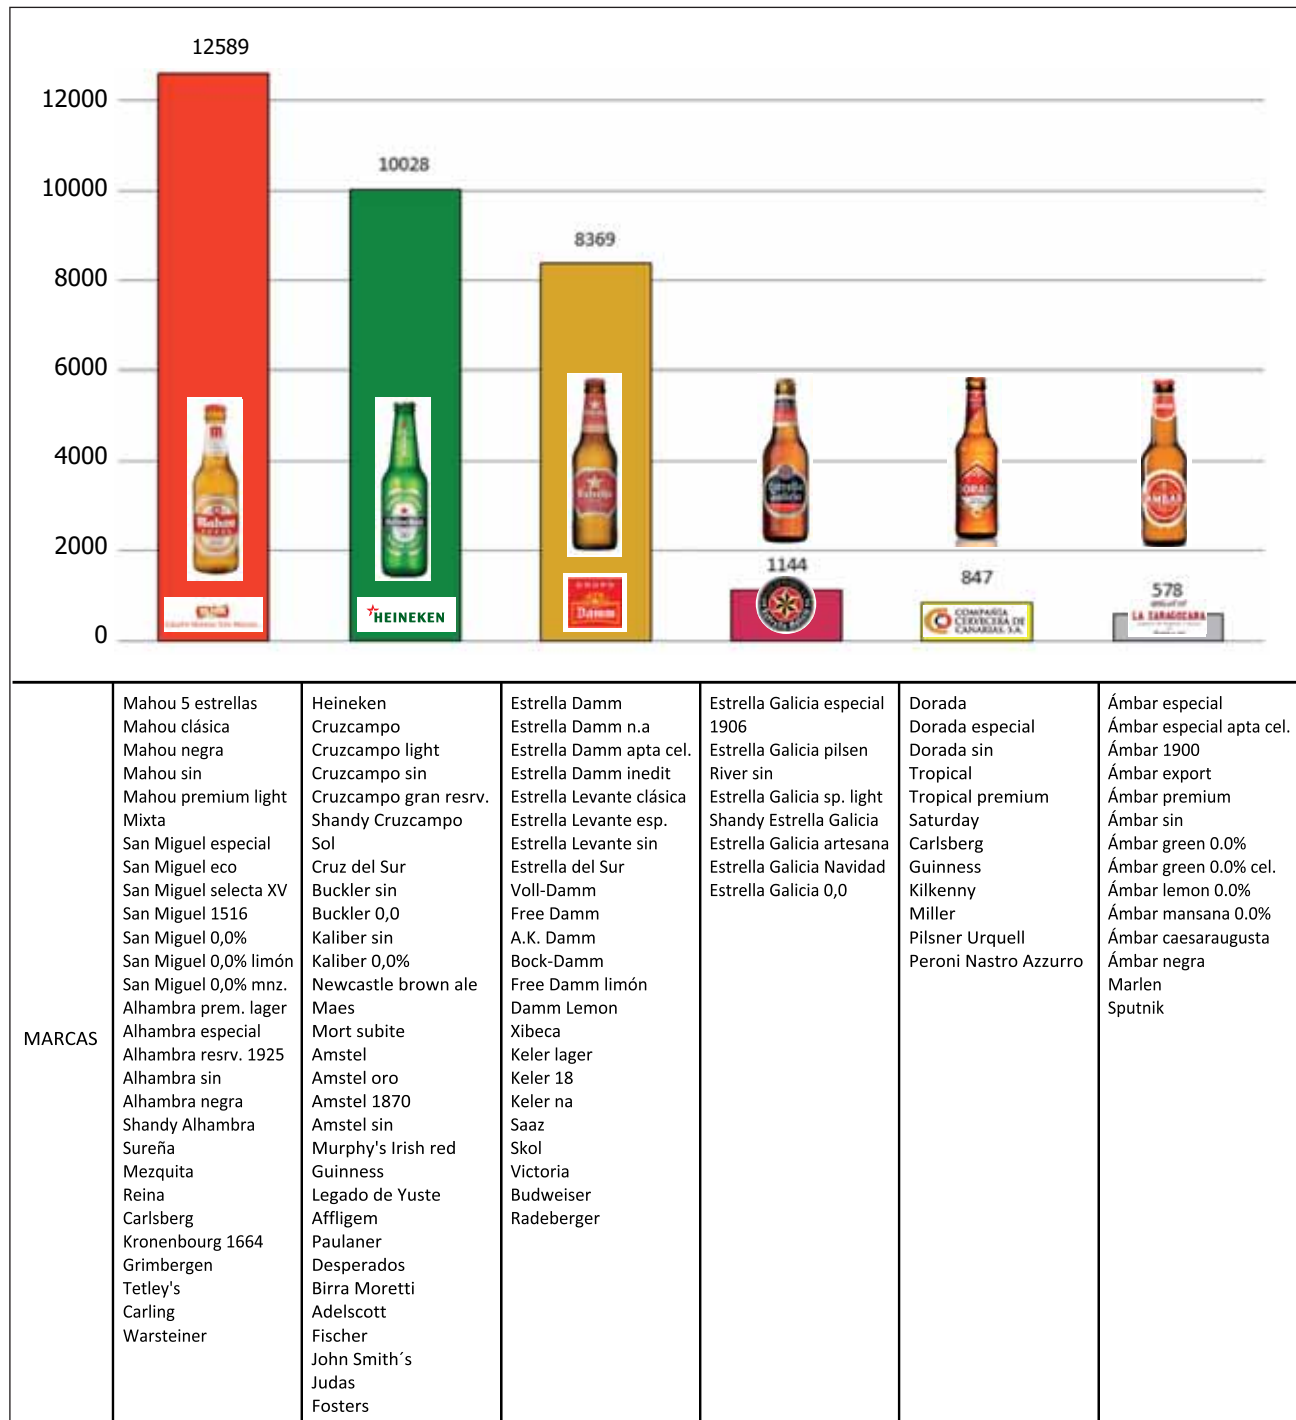 12589
12000
10028
10000
8369
8000
6000
4000
2000
1144
847
578
0
Mahou
HEINEKEN
Heineken
Estrella
Damm
Estrella Galicia
DORADA
COMPAÑÍA
CERVECERA DE
CANARIAS, S.A.
AMBAR
LA ZARAGOZANA
MARCAS
Mahou 5 estrellas
Mahou clásica
Mahou negra
Mahou sin
Mahou premium light
Mixta
San Miguel especial
San Miguel eco
San Miguel selecta XV
San Miguel 1516
San Miguel 0,0%
San Miguel 0,0% limón
San Miguel 0,0% mnz.
Alhambra prem. lager
Alhambra especial
Alhambra resrv. 1925
Alhambra sin
Alhambra negra
Shandy Alhambra
Sureña
Mezquita
Reina
Carlsberg
Kronenbourg 1664
Grimbergen
Tetley's
Carling
Warsteiner
Heineken
Cruzcampo
Cruzcampo light
Cruzcampo sin
Cruzcampo gran resrv.
Shandy Cruzcampo
Sol
Cruz del Sur
Buckler sin
Buckler 0,0
Kaliber sin
Kaliber 0,0%
Newcastle brown ale
Maes
Mort subite
Amstel
Amstel oro
Amstel 1870
Amstel sin
Murphy's Irish red
Guinness
Legado de Yuste
Affligem
Paulaner
Desperados
Birra Moretti
Adelscott
Fischer
John Smith´s
Judas
Fosters
Estrella Damm
Estrella Damm n.a
Estrella Damm apta cel.
Estrella Damm inedit
Estrella Levante clásica
Estrella Levante esp.
Estrella Levante sin
Estrella del Sur
Voll-Damm
Free Damm
A.K. Damm
Bock-Damm
Free Damm limón
Damm Lemon
Xibeca
Keler lager
Keler 18
Keler na
Saaz
Skol
Victoria
Budweiser
Radeberger
Estrella Galicia especial
1906
Estrella Galicia pilsen
River sin
Estrella Galicia sp. light
Shandy Estrella Galicia
Estrella Galicia artesana
Estrella Galicia Navidad
Estrella Galicia 0,0
Dorada
Dorada especial
Dorada sin
Tropical
Tropical premium
Saturday
Carlsberg
Guinness
Kilkenny
Miller
Pilsner Urquell
Peroni Nastro Azzurro
Ámbar especial
Ámbar especial apta cel.
Ámbar 1900
Ámbar export
Ámbar premium
Ámbar sin
Ámbar green 0.0%
Ámbar green 0.0% cel.
Ámbar lemon 0.0%
Ámbar mansana 0.0%
Ámbar caesaraugusta
Ámbar negra
Marlen
Sputnik